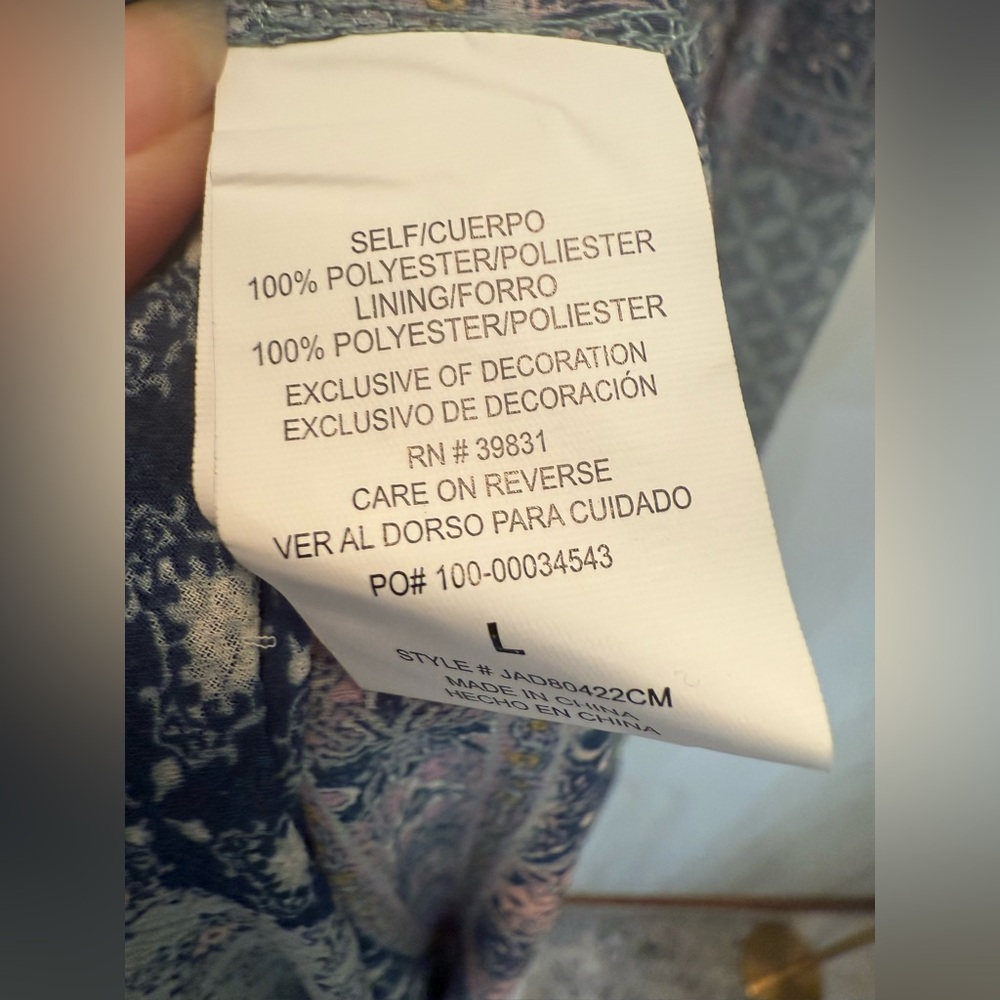 SELF/CUERPO
100% POLYESTER/POLIESTER
LINING/FORRO
100% POLYESTER/POLIESTER
EXCLUSIVE OF DECORATION
EXCLUSIVO DE DECORACIÓN
RN # 39831
CARE ON REVERSE
VER AL DORSO PARA CUIDADO
PO# 100-00034543
L
STYLE # JAD80422CM
MADE IN CHINA
HECHO EN CHINA